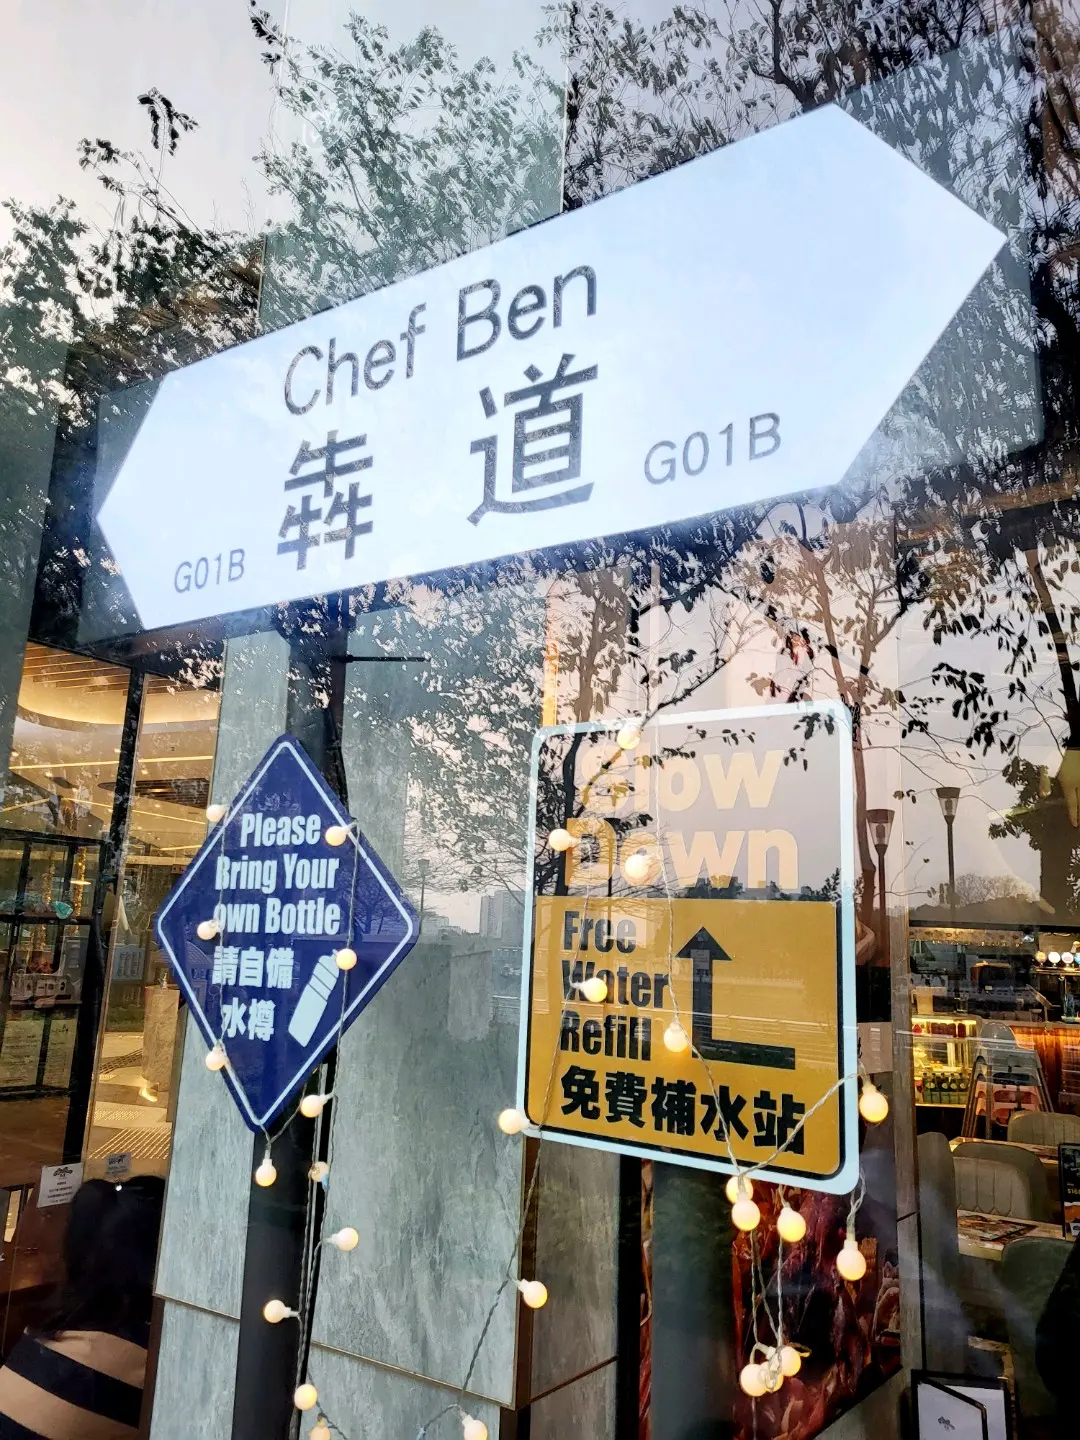 Chef Ben
犇 道
G01B
G01B
Please
Bring Your
own Bottle
請自備
水樽
Slow
Down
Free
Water
Refill
免費補水站